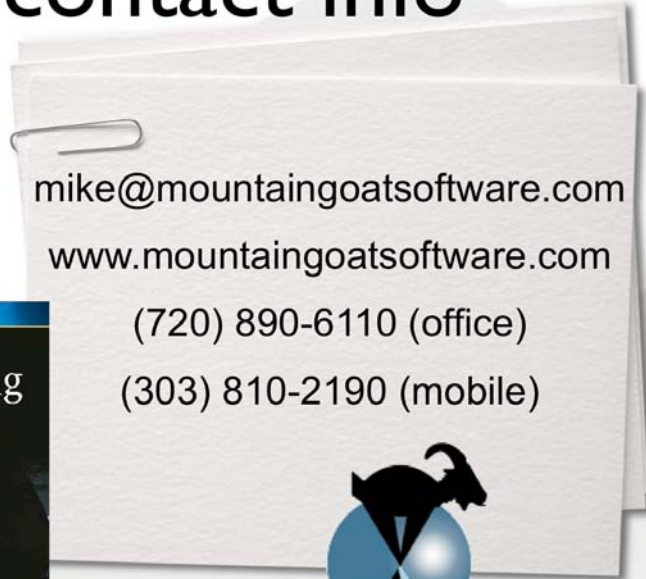 contact info
mike@mountaingoatsoftware.com
www.mountaingoatsoftware.com
(720) 890-6110 (office)
(303) 810-2190 (mobile)